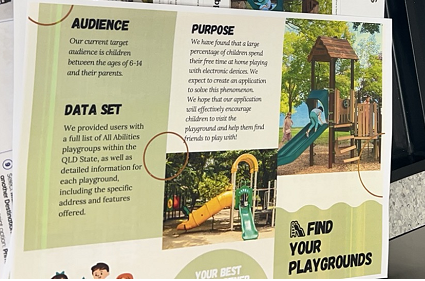 AUDIENCE
Our current target
audience is children
between the ages of 6-14
and their parents.
DATA SET
We provided users with
a full list of All Abilities
playgroups within the
QLD State, as well as
detailed information for
each playground,
including the specific
address and features
offered.
PURPOSE
We have found that a large
percentage of children spend
their free time at home playing
with electronic devices. We
expect to create an application
to solve this phenomenon.
We hope that our application
will effectively encourage
children to visit the
playground and help them find
friends to play with!
FIND
YOUR
PLAYGROUNDS
YOUR BEST
another Destination